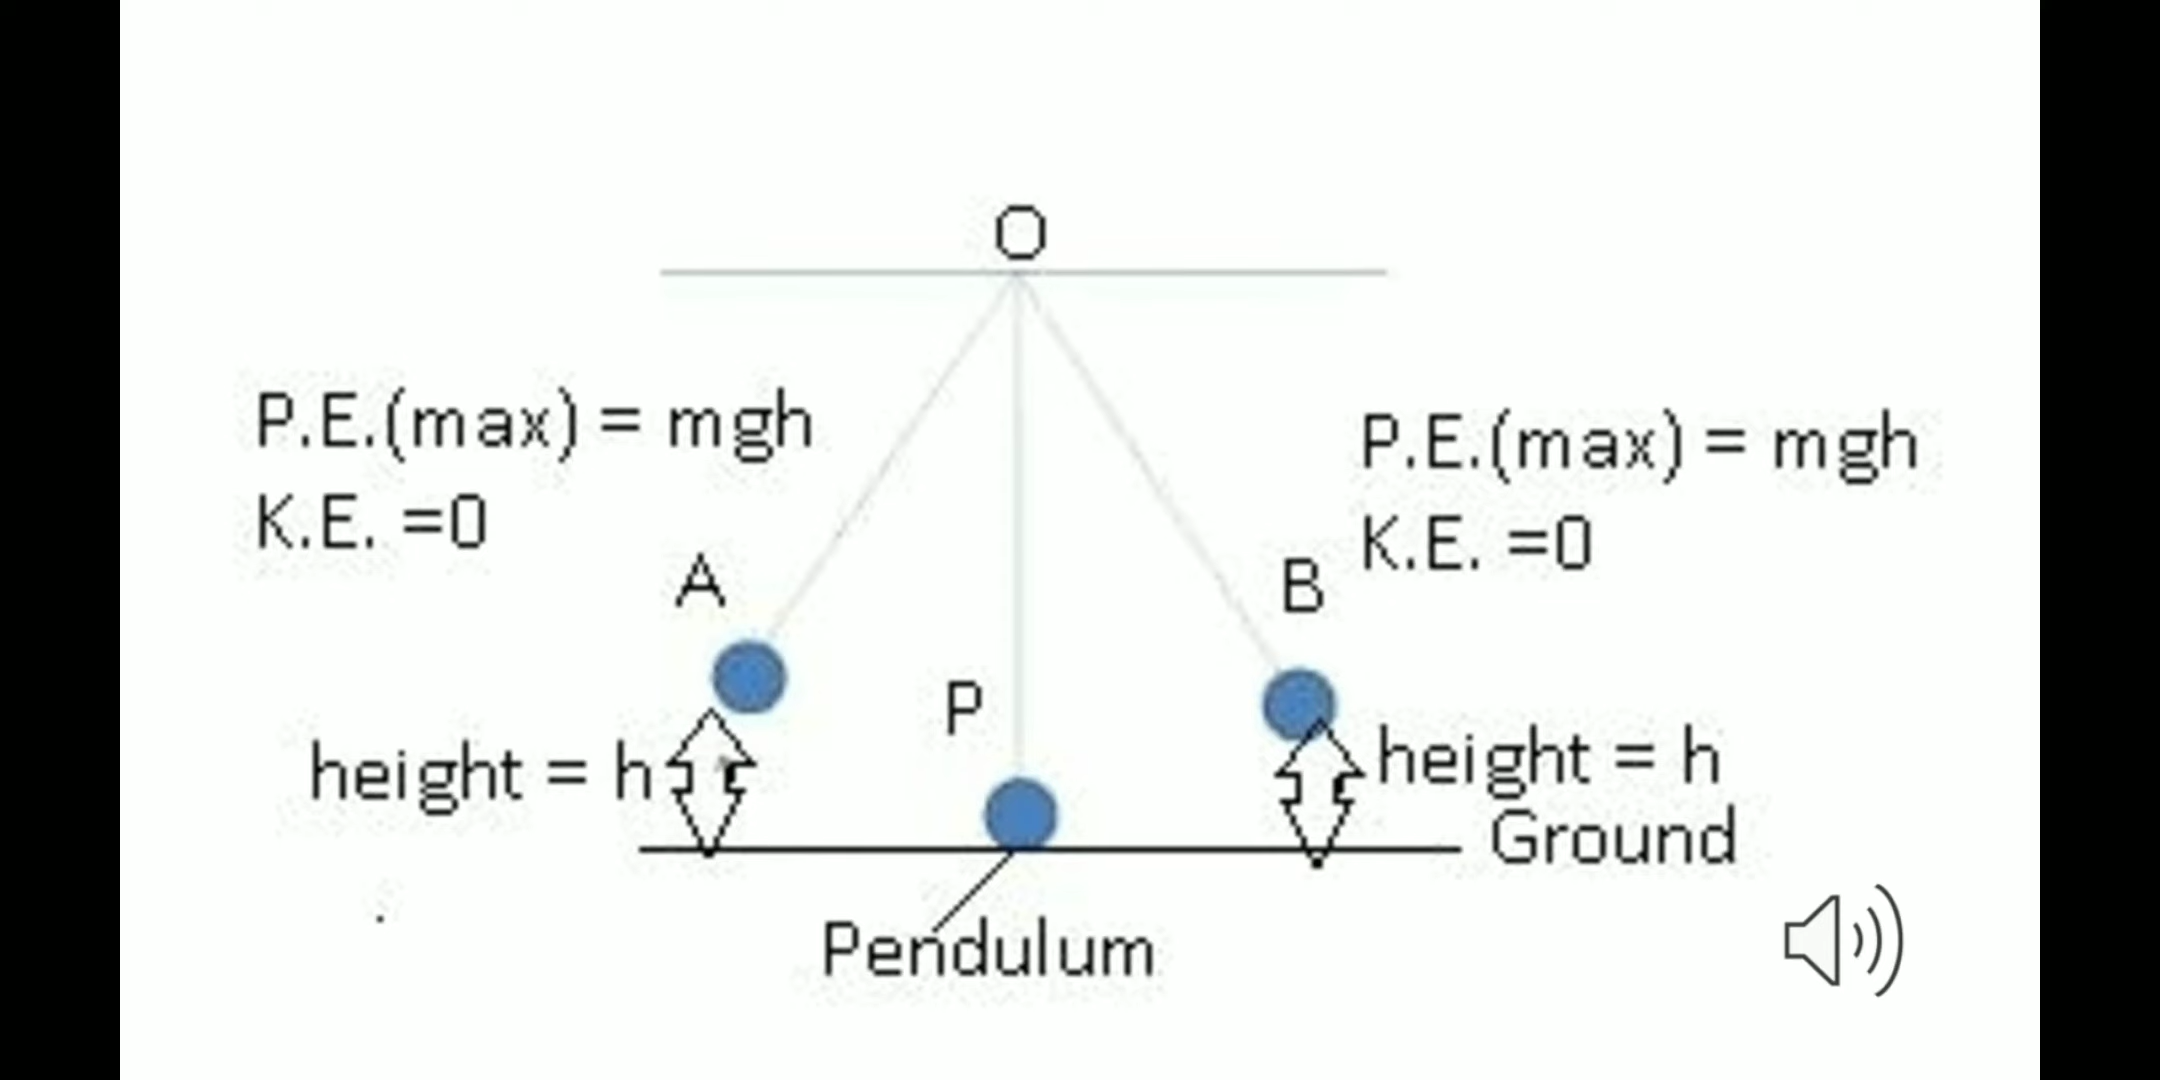 O
P.E.(max) = mgh
K.E. =0
P.E.(max) = mgh
K.E. =0
A
B
P
height = h
height = h
Ground
Pendulum